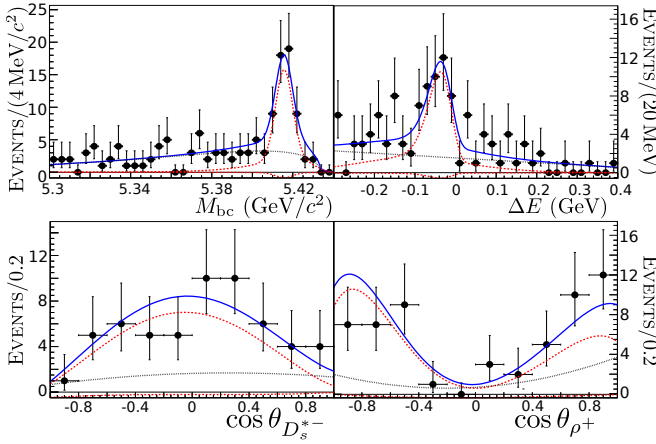 EVENTS/(4 MeV/c²)
25
20
15
10
5
0
5.3 5.34 5.38 5.42
M_bc (GeV/c²)
16
12
8
4
0
EVENTS/(20 MeV)
-0.2 -0.1 0 0.1 0.2 0.3 0.4
ΔE (GeV)
EVENTS/0.2
12
8
4
0
-0.8 -0.4 0 0.4 0.8
cos θ_{D_s^{*-}}
16
12
8
4
0
EVENTS/0.2
-0.8 -0.4 0 0.4 0.8
cos θ_{ρ^+}